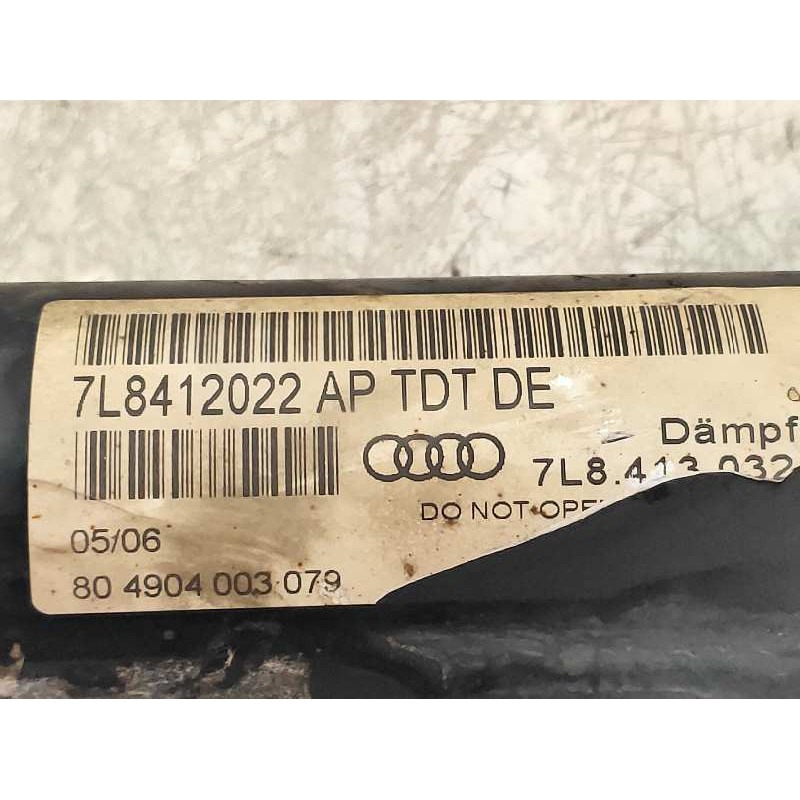 7L8412022 AP TDT DE
Dämpf
7L8.413 032
DO NOT OPE
05/06
80 4904 003 079